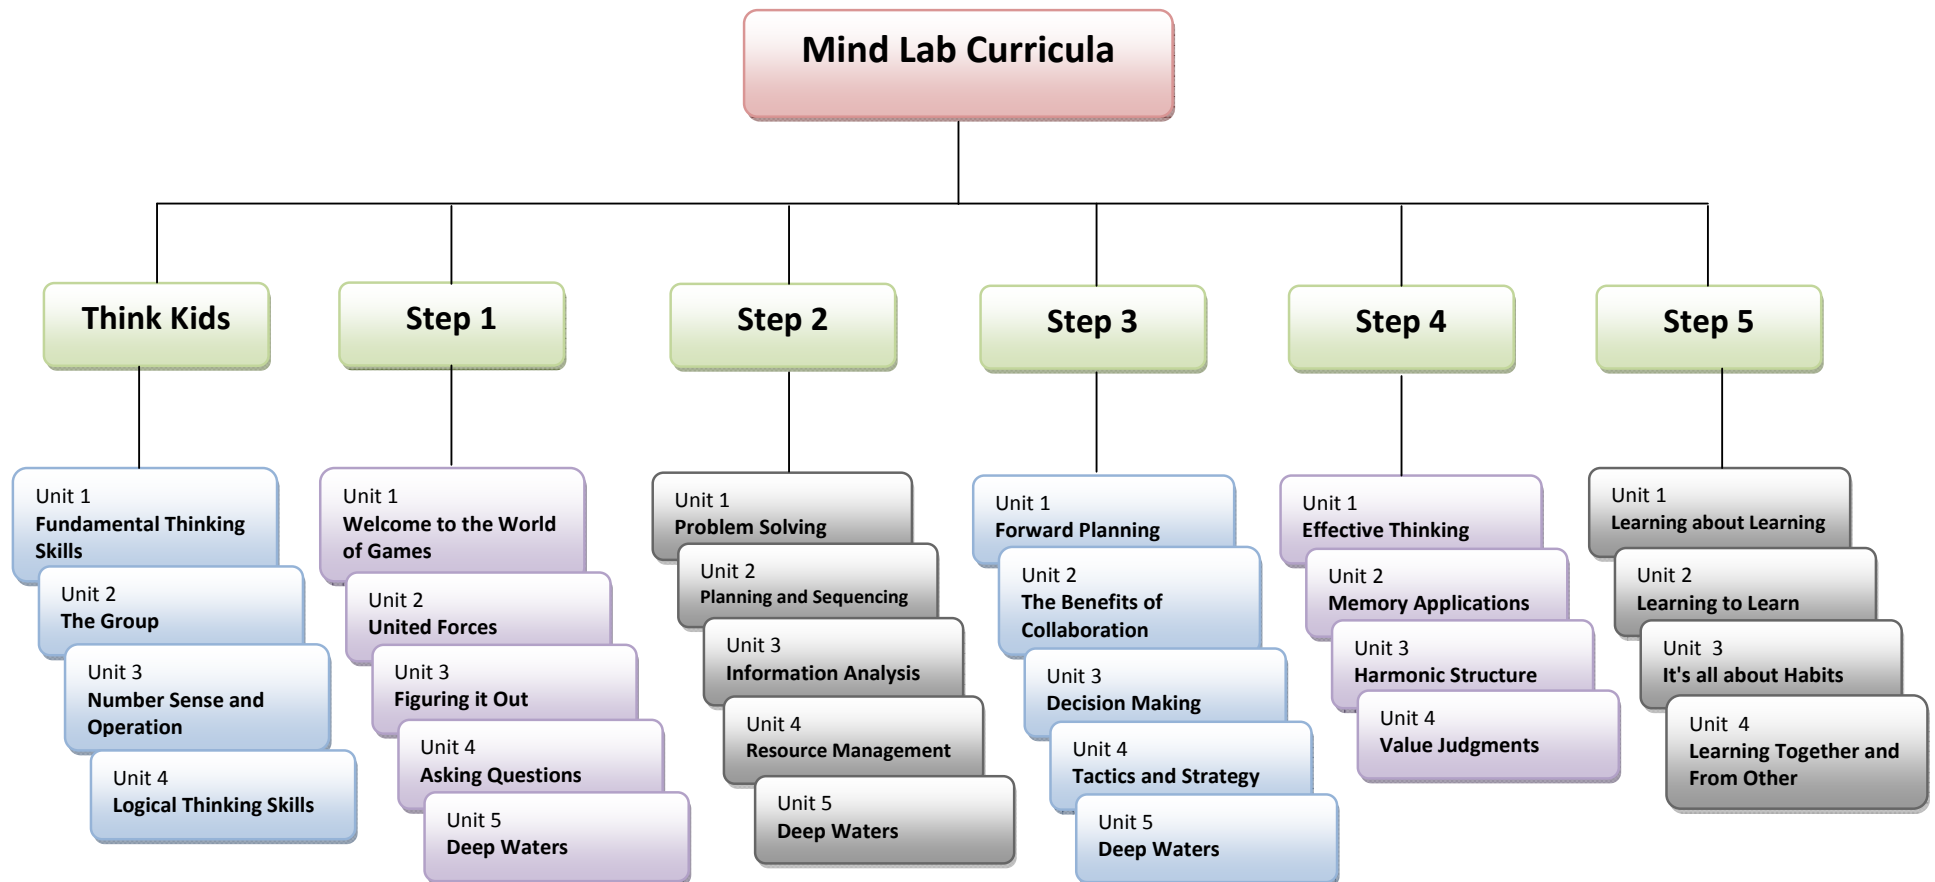 Mind Lab Curricula
Think Kids
Step 1
Step 2
Step 3
Step 4
Step 5
Unit 1
Fundamental Thinking
Skills
Unit 2
The Group
Unit 3
Number Sense and
Operation
Unit 4
Logical Thinking Skills
Unit 1
Welcome to the World
of Games
Unit 2
United Forces
Unit 3
Figuring it Out
Unit 4
Asking Questions
Unit 5
Deep Waters
Unit 1
Problem Solving
Unit 2
Planning and Sequencing
Unit 3
Information Analysis
Unit 4
Resource Management
Unit 5
Deep Waters
Unit 1
Forward Planning
Unit 2
The Benefits of
Collaboration
Unit 3
Decision Making
Unit 4
Tactics and Strategy
Unit 5
Deep Waters
Unit 1
Effective Thinking
Unit 2
Memory Applications
Unit 3
Harmonic Structure
Unit 4
Value Judgments
Unit 1
Learning about Learning
Unit 2
Learning to Learn
Unit 3
It's all about Habits
Unit 4
Learning Together and
From Other